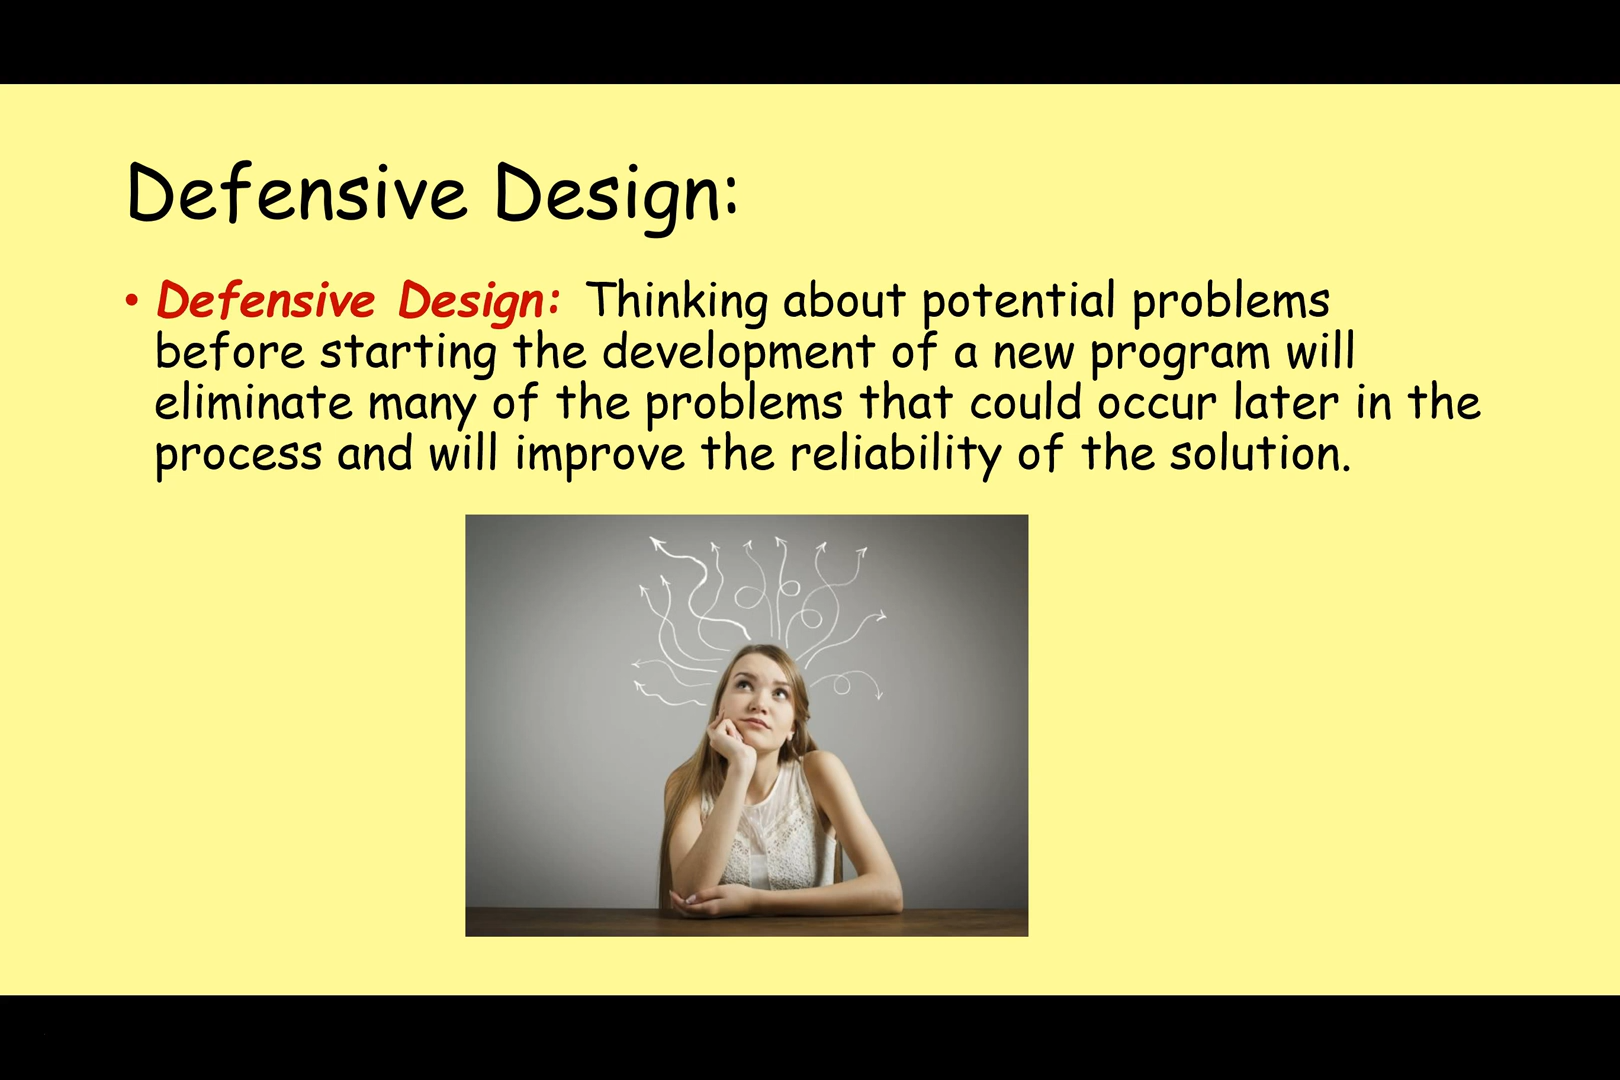 Defensive Design:
• Defensive Design: Thinking about potential problems
before starting the development of a new program will
eliminate many of the problems that could occur later in the
process and will improve the reliability of the solution.